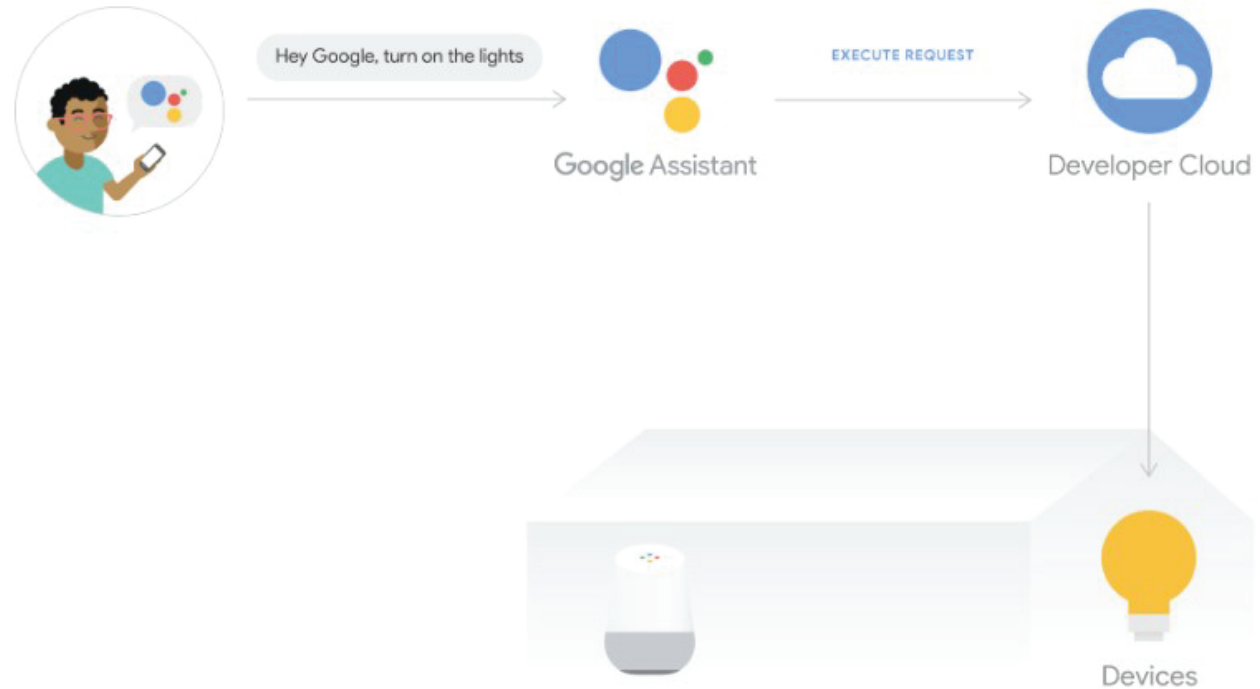 Hey Google, turn on the lights
EXECUTE REQUEST
Google Assistant
Developer Cloud
Devices